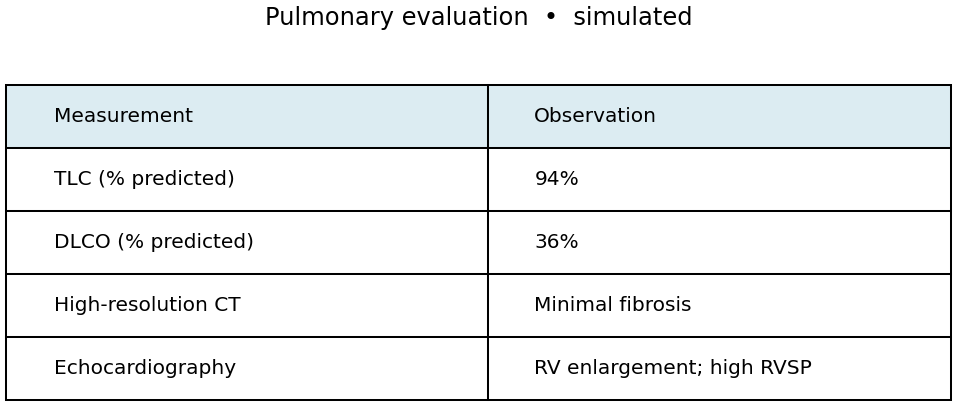 Pulmonary evaluation • simulated
Measurement Observation
TLC (% predicted) 94%
DLCO (% predicted) 36%
High-resolution CT Minimal fibrosis
Echocardiography RV enlargement; high RVSP